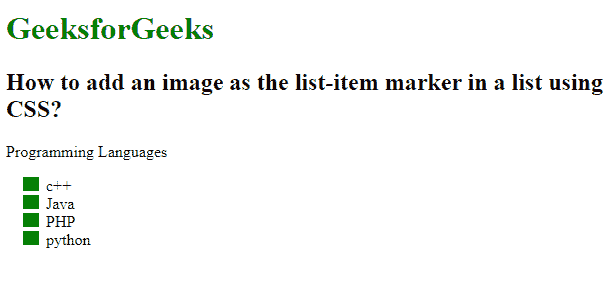 GeeksforGeeks
How to add an image as the list-item marker in a list using
CSS?
Programming Languages
c++
Java
PHP
python